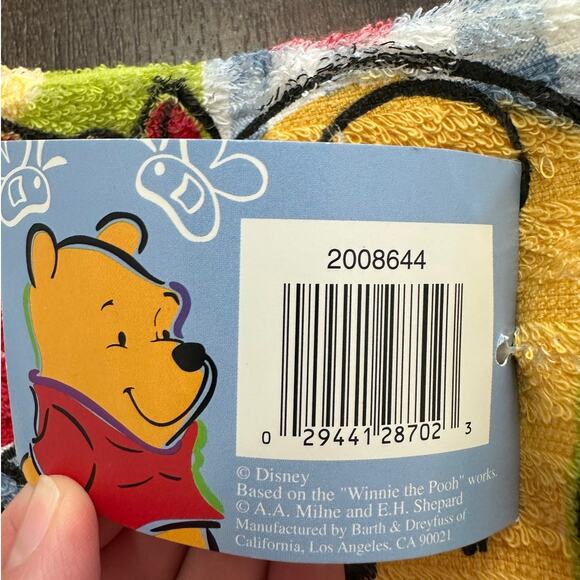 2008644
0 29441 28702 3
© Disney
Based on the "Winnie the Pooh" works.
© A.A. Milne and E.H. Shepard
Manufactured by Barth & Dreyfuss of
California, Los Angeles, CA 90021